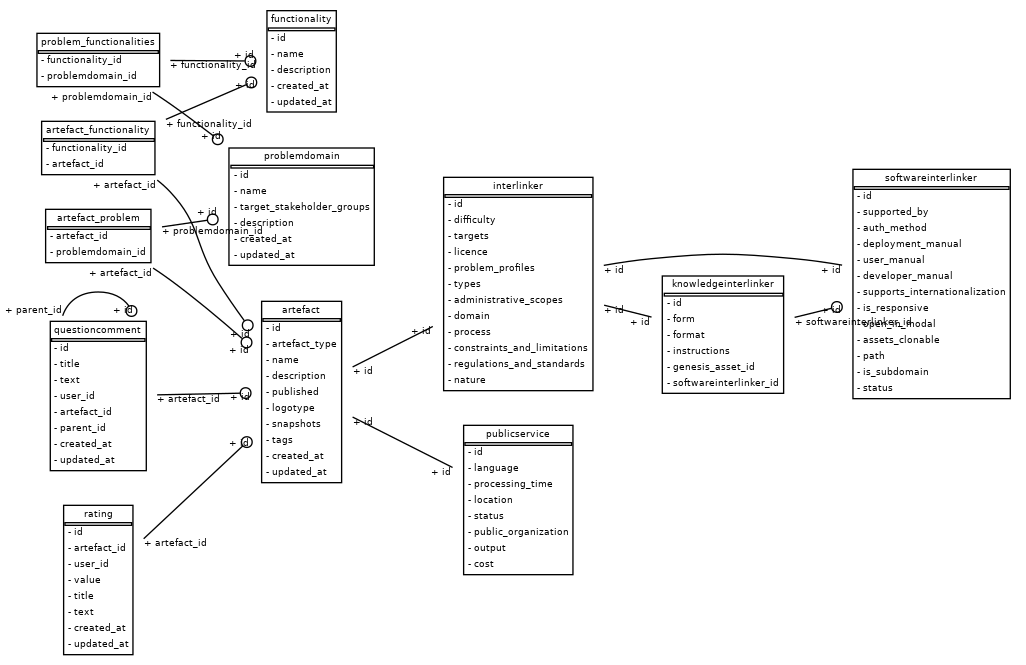 functionality
- id
- name
- description
- created_at
- updated_at
problem_functionalities
- functionality_id
- problemdomain_id
+ id
+ functionality_id
+ problemdomain_id
+ id
artefact_functionality
- functionality_id
- artefact_id
+ functionality_id
+ id
+ artefact_id
problemdomain
- id
- name
- target_stakeholder_groups
- description
- created_at
- updated_at
artefact_problem
- artefact_id
- problemdomain_id
+ id
+ problemdomain_id
+ artefact_id
+ parent_id
+ id
questioncomment
- id
- title
- text
- user_id
- artefact_id
- parent_id
- created_at
- updated_at
+ artefact_id
+ id
+ id
+ id
+ id
artefact
- id
- artefact_type
- name
- description
- published
- logotype
- snapshots
- tags
- created_at
- updated_at
rating
- id
- artefact_id
- user_id
- value
- title
- text
- created_at
- updated_at
+ artefact_id
+ id
+ id
+ id
+ id
interlinker
- id
- difficulty
- targets
- licence
- problem_profiles
- types
- administrative_scopes
- domain
- process
- constraints_and_limitations
- regulations_and_standards
- nature
publicservice
- id
- language
- processing_time
- location
- status
- public_organization
- output
- cost
+ id
+ id
+ id
+ id
knowledgeinterlinker
- id
- form
- format
- instructions
- genesis_asset_id
- softwareinterlinker_id
+ id
+ softwareinterlinker_id
softwareinterlinker
- id
- supported_by
- auth_method
- deployment_manual
- user_manual
- developer_manual
- supports_internationalization
- is_responsive
- open_in_modal
- assets_clonable
- path
- is_subdomain
- status